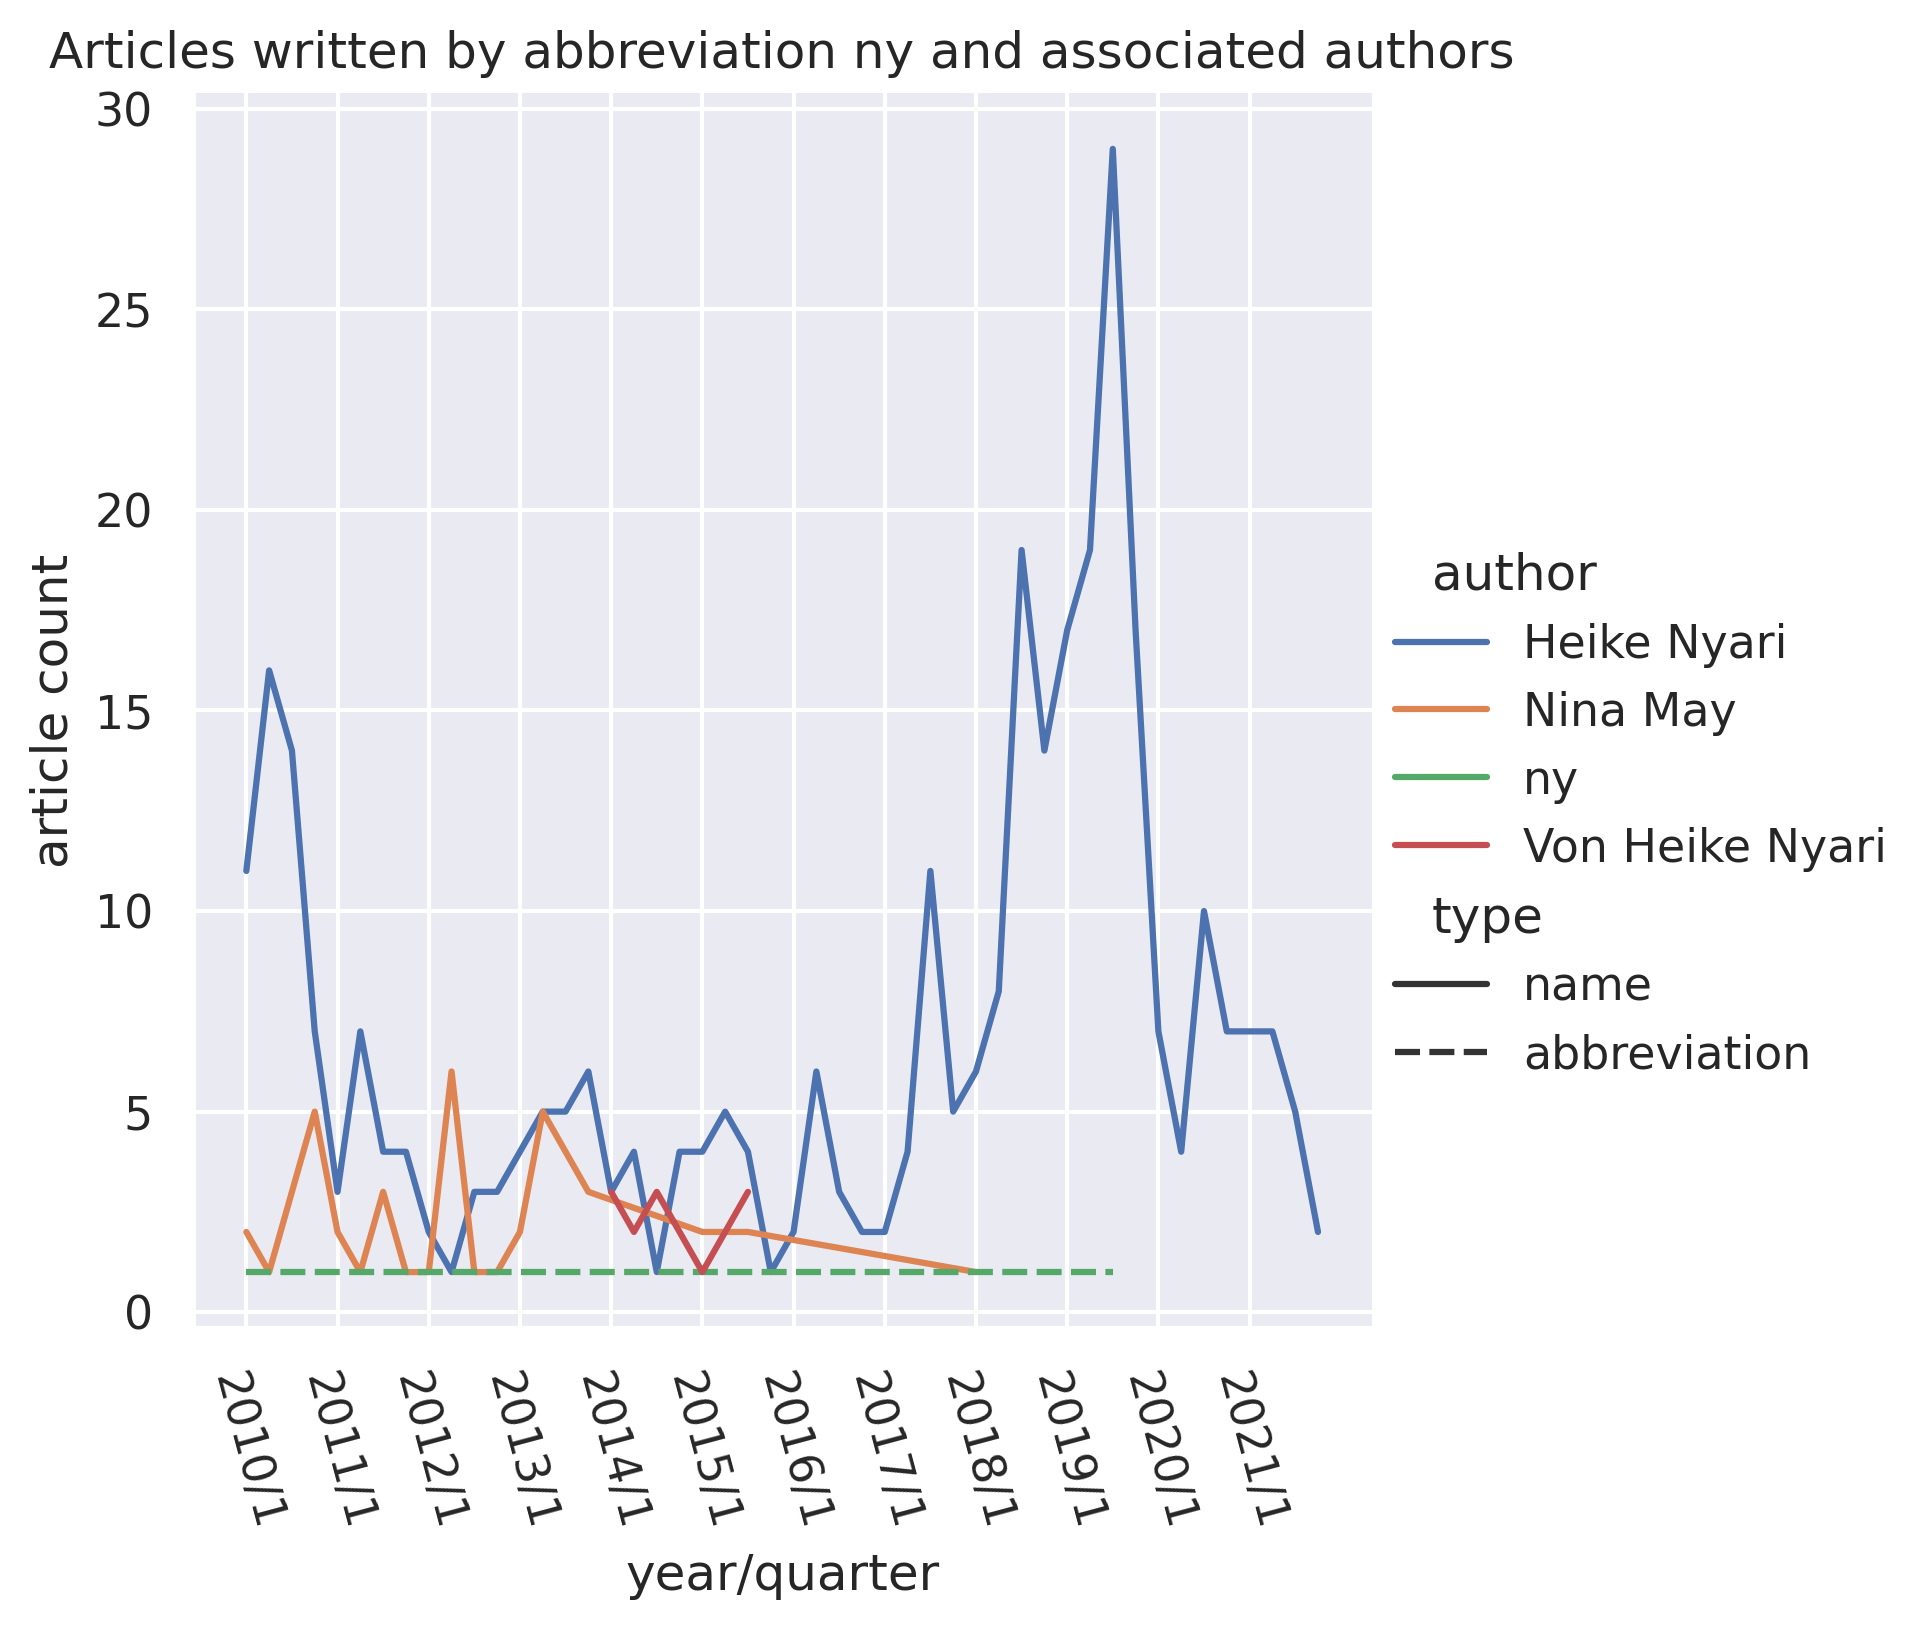 Articles written by abbreviation ny and associated authors
30
25
20
15
10
5
0
article count
2010/1
2011/1
2012/1
2013/1
2014/1
2015/1
2016/1
2017/1
2018/1
2019/1
2020/1
2021/1
year/quarter
author
Heike Nyari
Nina May
ny
Von Heike Nyari
type
name
abbreviation